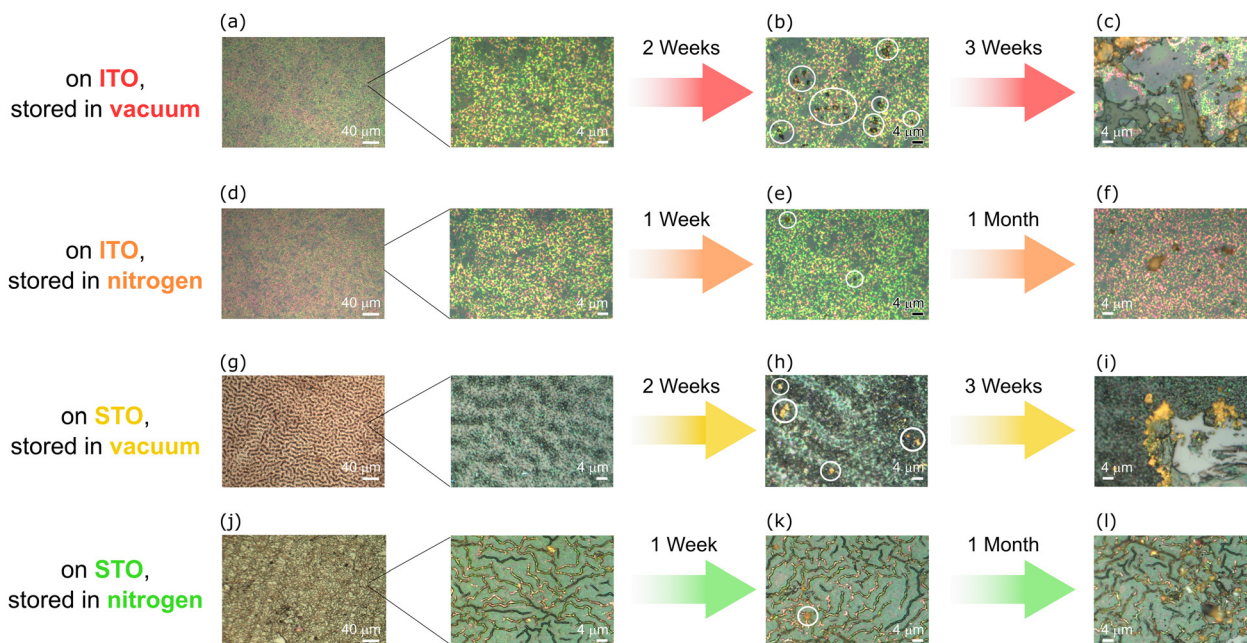 (a)
(b)
(c)
on ITO,
stored in vacuum
40 μm
4 μm
2 Weeks
4 μm
3 Weeks
4 μm
(d)
(e)
(f)
on ITO,
stored in nitrogen
40 μm
4 μm
1 Week
4 μm
1 Month
4 μm
(g)
(h)
(i)
on STO,
stored in vacuum
40 μm
4 μm
2 Weeks
4 μm
3 Weeks
4 μm
(j)
(k)
(l)
on STO,
stored in nitrogen
40 μm
4 μm
1 Week
4 μm
1 Month
4 μm